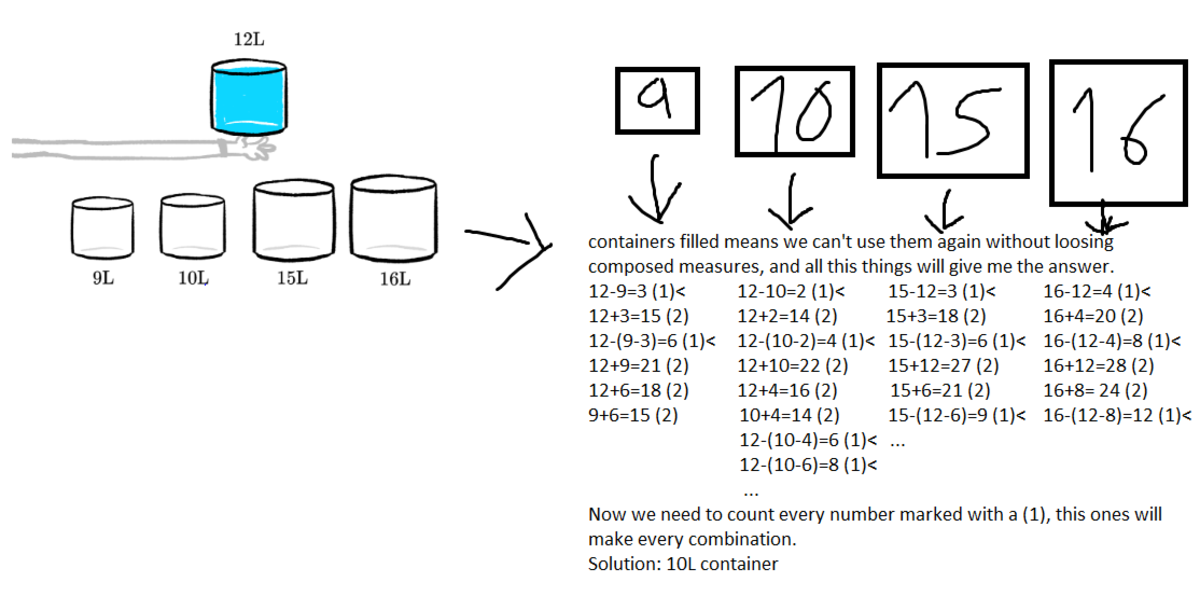 12L
9L 10L 15L 16L
9 10 15 16
containers filled means we can't use them again without loosing
composed measures, and all this things will give me the answer.
12-9=3 (1)< 12-10=2 (1)< 15-12=3 (1)< 16-12=4 (1)<
12+3=15 (2) 12+2=14 (2) 15+3=18 (2) 16+4=20 (2)
12-(9-3)=6 (1)< 12-(10-2)=4 (1)< 15-(12-3)=6 (1)< 16-(12-4)=8 (1)<
12+9=21 (2) 12+10=22 (2) 15+12=27 (2) 16+12=28 (2)
12+6=18 (2) 12+4=16 (2) 15+6=21 (2) 16+8= 24 (2)
9+6=15 (2) 10+4=14 (2) 15-(12-6)=9 (1)< 16-(12-8)=12 (1)<
12-(10-4)=6 (1)< ...
12-(10-6)=8 (1)<
...
Now we need to count every number marked with a (1), this ones will
make every combination.
Solution: 10L container